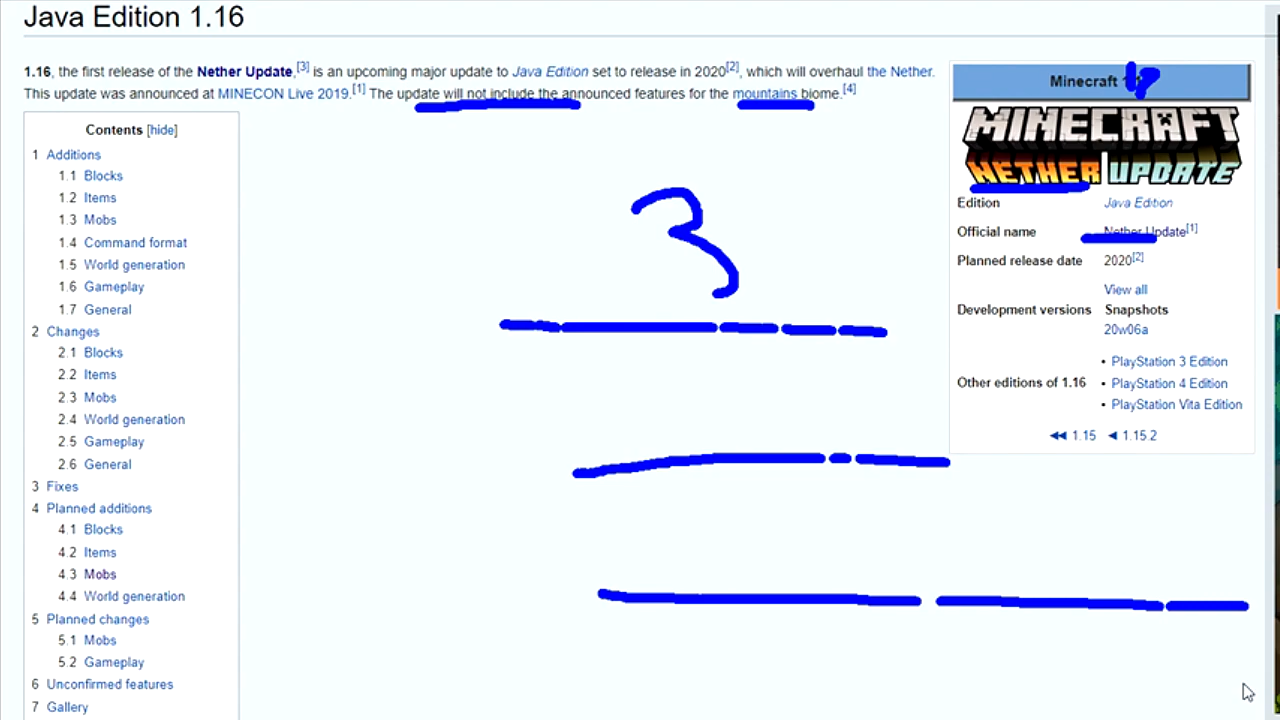 Java Edition 1.16
1.16, the first release of the Nether Update,[3] is an upcoming major update to Java Edition set to release in 2020[2], which will overhaul the Nether.
This update was announced at MINECON Live 2019.[1] The update will not include the announced features for the mountains biome.[4]
Contents [hide]
1 Additions
1.1 Blocks
1.2 Items
1.3 Mobs
1.4 Command format
1.5 World generation
1.6 Gameplay
1.7 General
2 Changes
2.1 Blocks
2.2 Items
2.3 Mobs
2.4 World generation
2.5 Gameplay
2.6 General
3 Fixes
4 Planned additions
4.1 Blocks
4.2 Items
4.3 Mobs
4.4 World generation
5 Planned changes
5.1 Mobs
5.2 Gameplay
6 Unconfirmed features
7 Gallery
3
Minecraft
MINECRAFT
NETHER UPDATE
Edition Java Edition
Official name Nether Update[1]
Planned release date 2020[2]
View all
Development versions Snapshots
20w06a
Other editions of 1.16
• PlayStation 3 Edition
• PlayStation 4 Edition
• PlayStation Vita Edition
◄◄ 1.15 ◄ 1.15.2